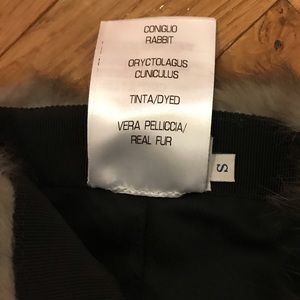 CONIGLIO
RABBIT
ORYCTOLAGUS
CUNICULUS
TINTA/DYED
VERA PELLICCIA/
REAL FUR
S